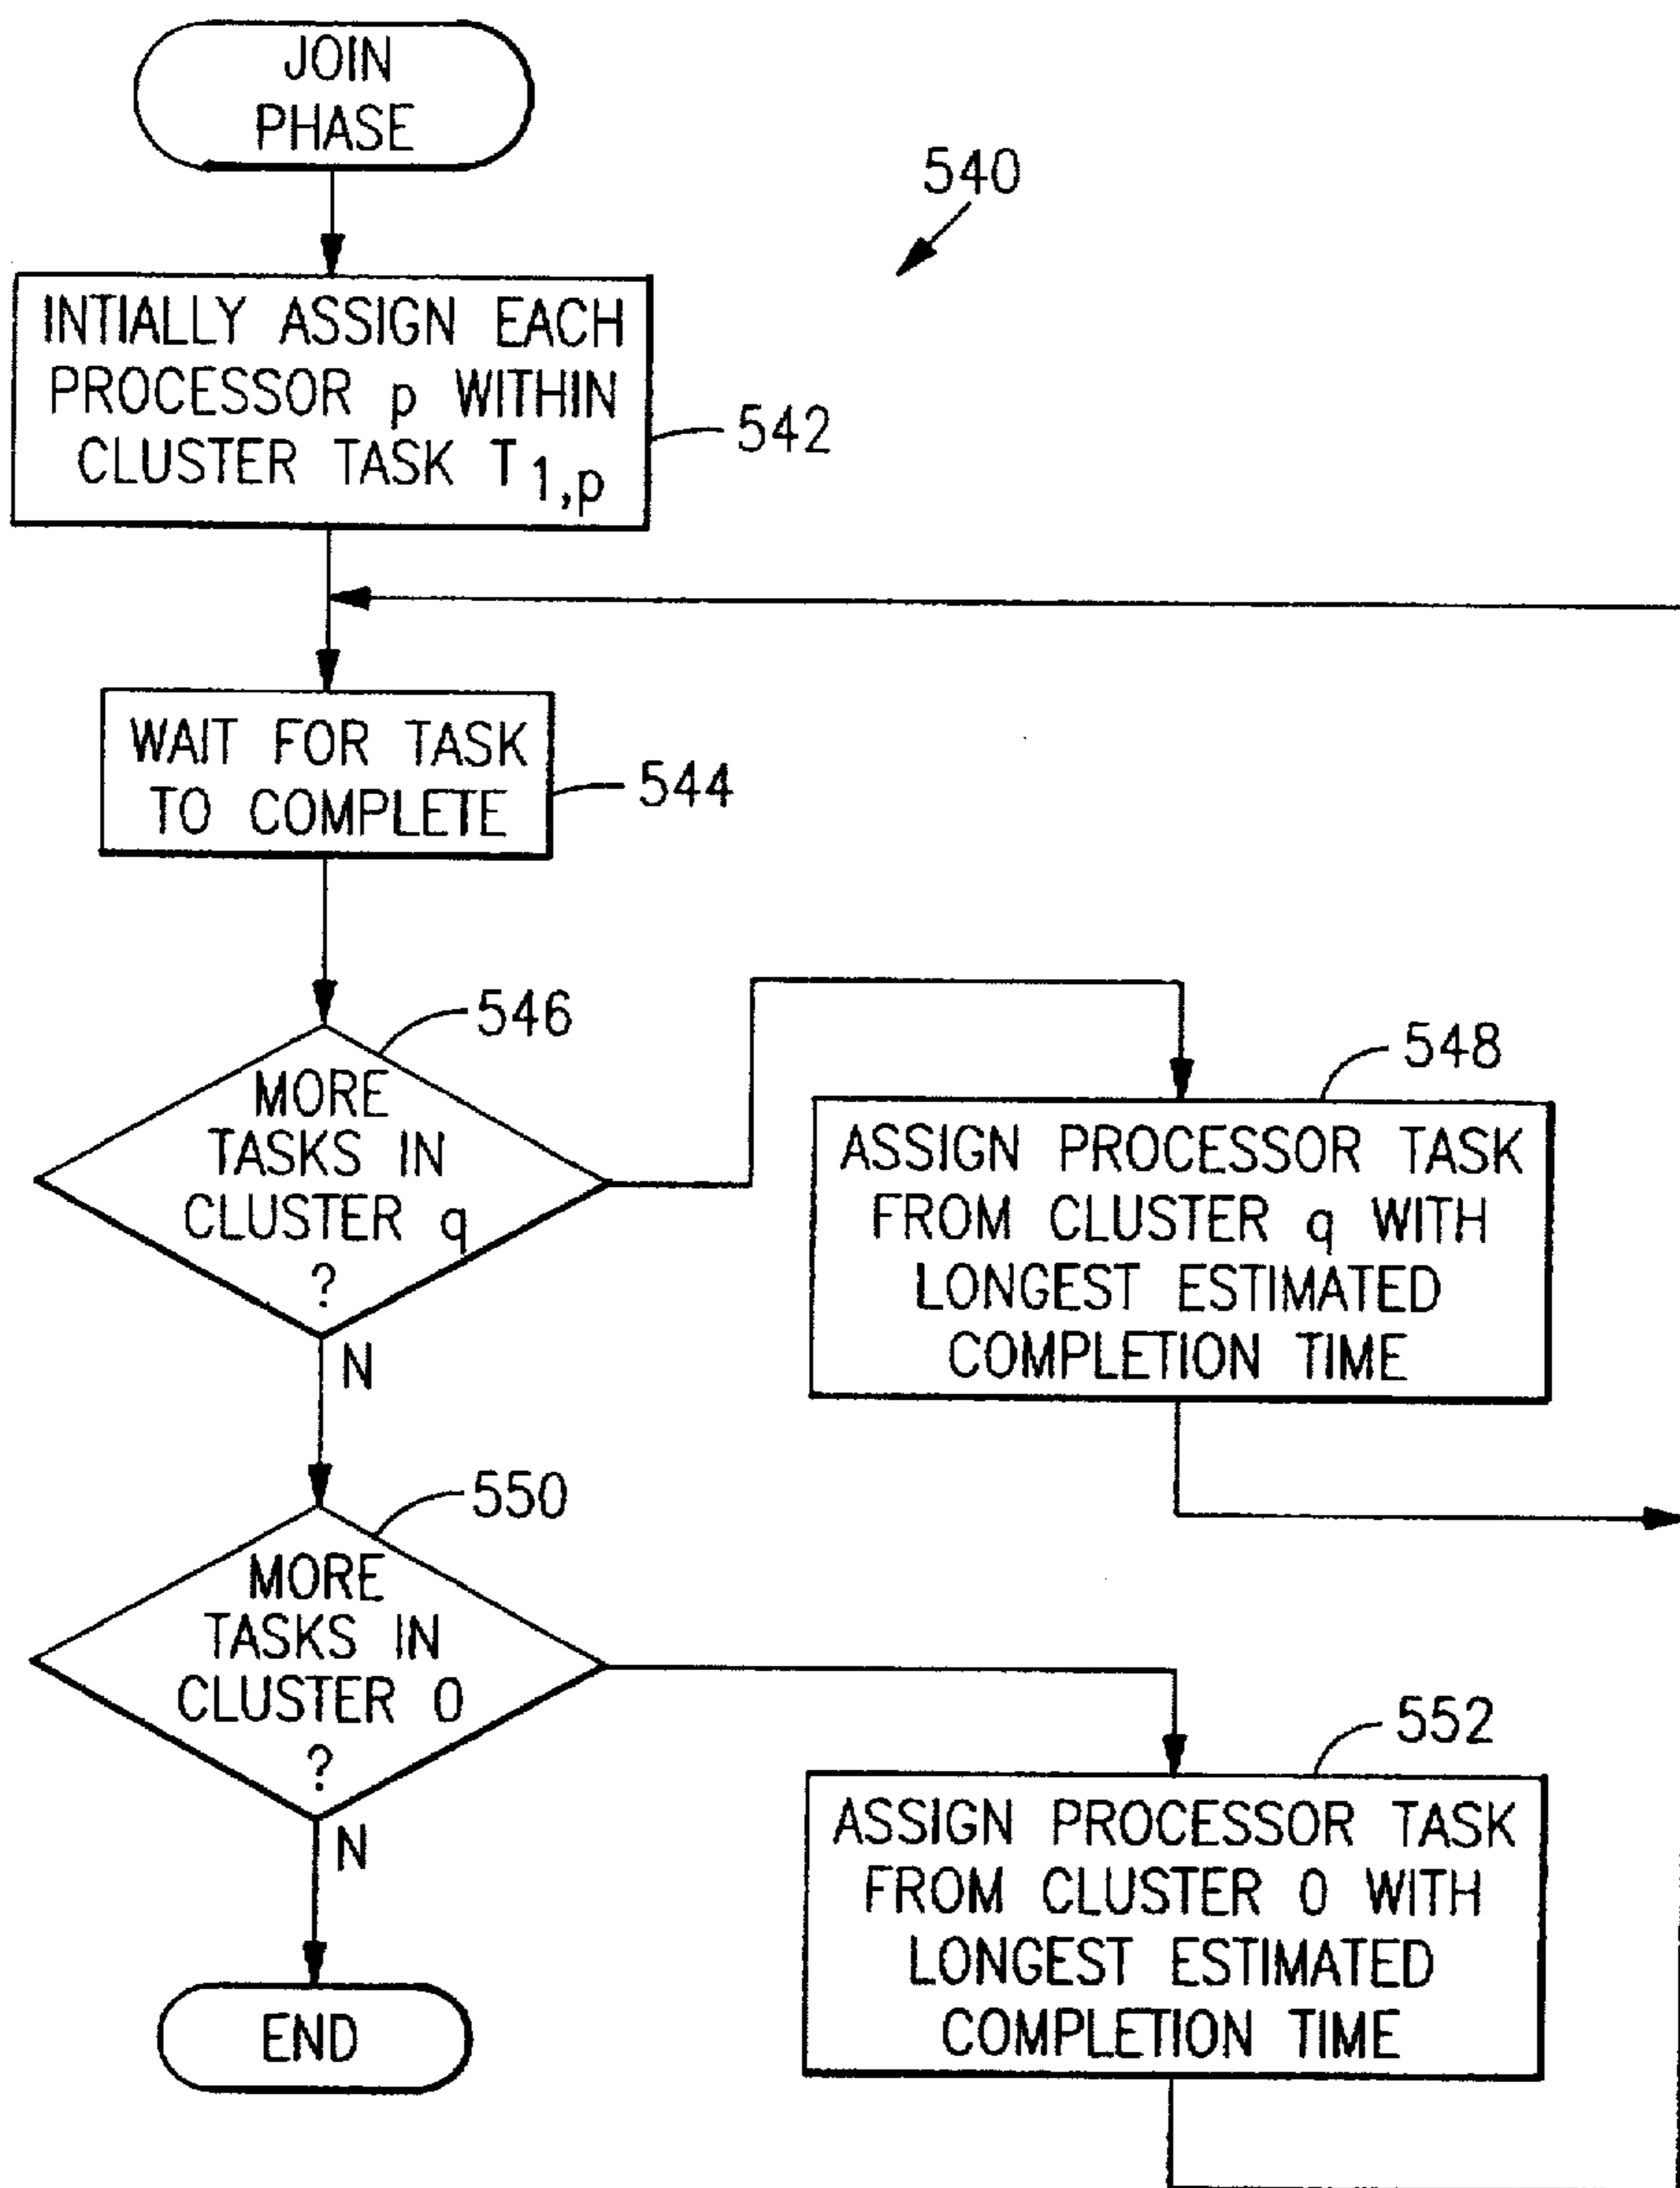 JOIN
PHASE
540
INTIALLY ASSIGN EACH
PROCESSOR p WITHIN
CLUSTER TASK T1,p
542
WAIT FOR TASK
TO COMPLETE
544
546
MORE
TASKS IN
CLUSTER q
?
N
548
ASSIGN PROCESSOR TASK
FROM CLUSTER q WITH
LONGEST ESTIMATED
COMPLETION TIME
550
MORE
TASKS IN
CLUSTER 0
?
N
552
ASSIGN PROCESSOR TASK
FROM CLUSTER 0 WITH
LONGEST ESTIMATED
COMPLETION TIME
END